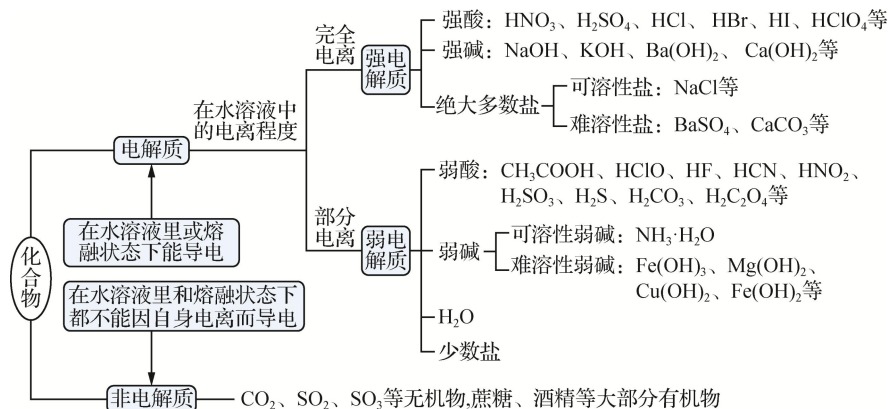 化合物
电解质
在水溶液里或熔
融状态下能导电
在水溶液中
的电离程度
完全
电离
强电
解质
强酸：HNO₃、H₂SO₄、HCl、HBr、HI、HClO₄等
强碱：NaOH、KOH、Ba(OH)₂、Ca(OH)₂等
绝大多数盐
可溶性盐：NaCl等
难溶性盐：BaSO₄、CaCO₃等
部分
电离
弱电
解质
弱酸：CH₃COOH、HClO、HF、HCN、HNO₂、
H₂SO₃、H₂S、H₂CO₃、H₂C₂O₄等
弱碱
可溶性弱碱：NH₃·H₂O
难溶性弱碱：Fe(OH)₃、Mg(OH)₂、
Cu(OH)₂、Fe(OH)₂等
H₂O
少数盐
在水溶液里和熔融状态下
都不能因自身电离而导电
非电解质
CO₂、SO₂、SO₃等无机物,蔗糖、酒精等大部分有机物